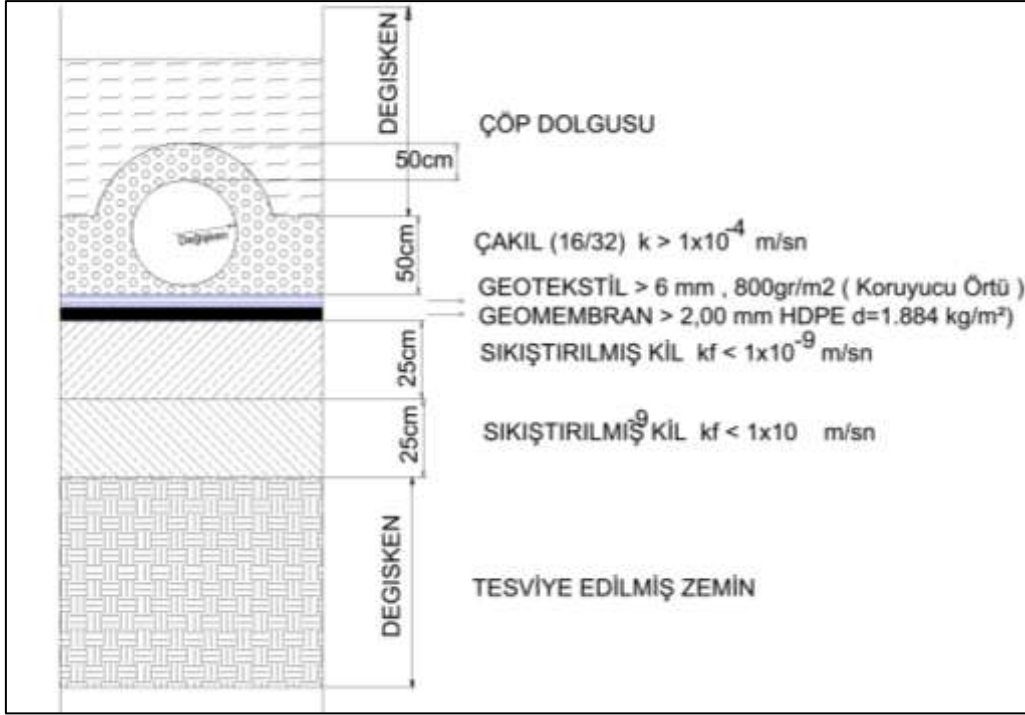 DEGISKEN
ÇÖP DOLGUSU
50cm
Değişken
50cm
ÇAKIL (16/32) k > 1x10⁻⁴ m/sn
GEOTEKSTİL > 6 mm , 800gr/m2 ( Koruyucu Örtü )
GEOMEMBRAN > 2,00 mm HDPE d=1.884 kg/m²)
25cm
SIKIŞTIRILMIŞ KİL kf < 1x10⁻⁹ m/sn
25cm
SIKIŞTIRILMIŞ KİL kf < 1x10⁻⁹ m/sn
DEGISKEN
TESVİYE EDİLMİŞ ZEMİN